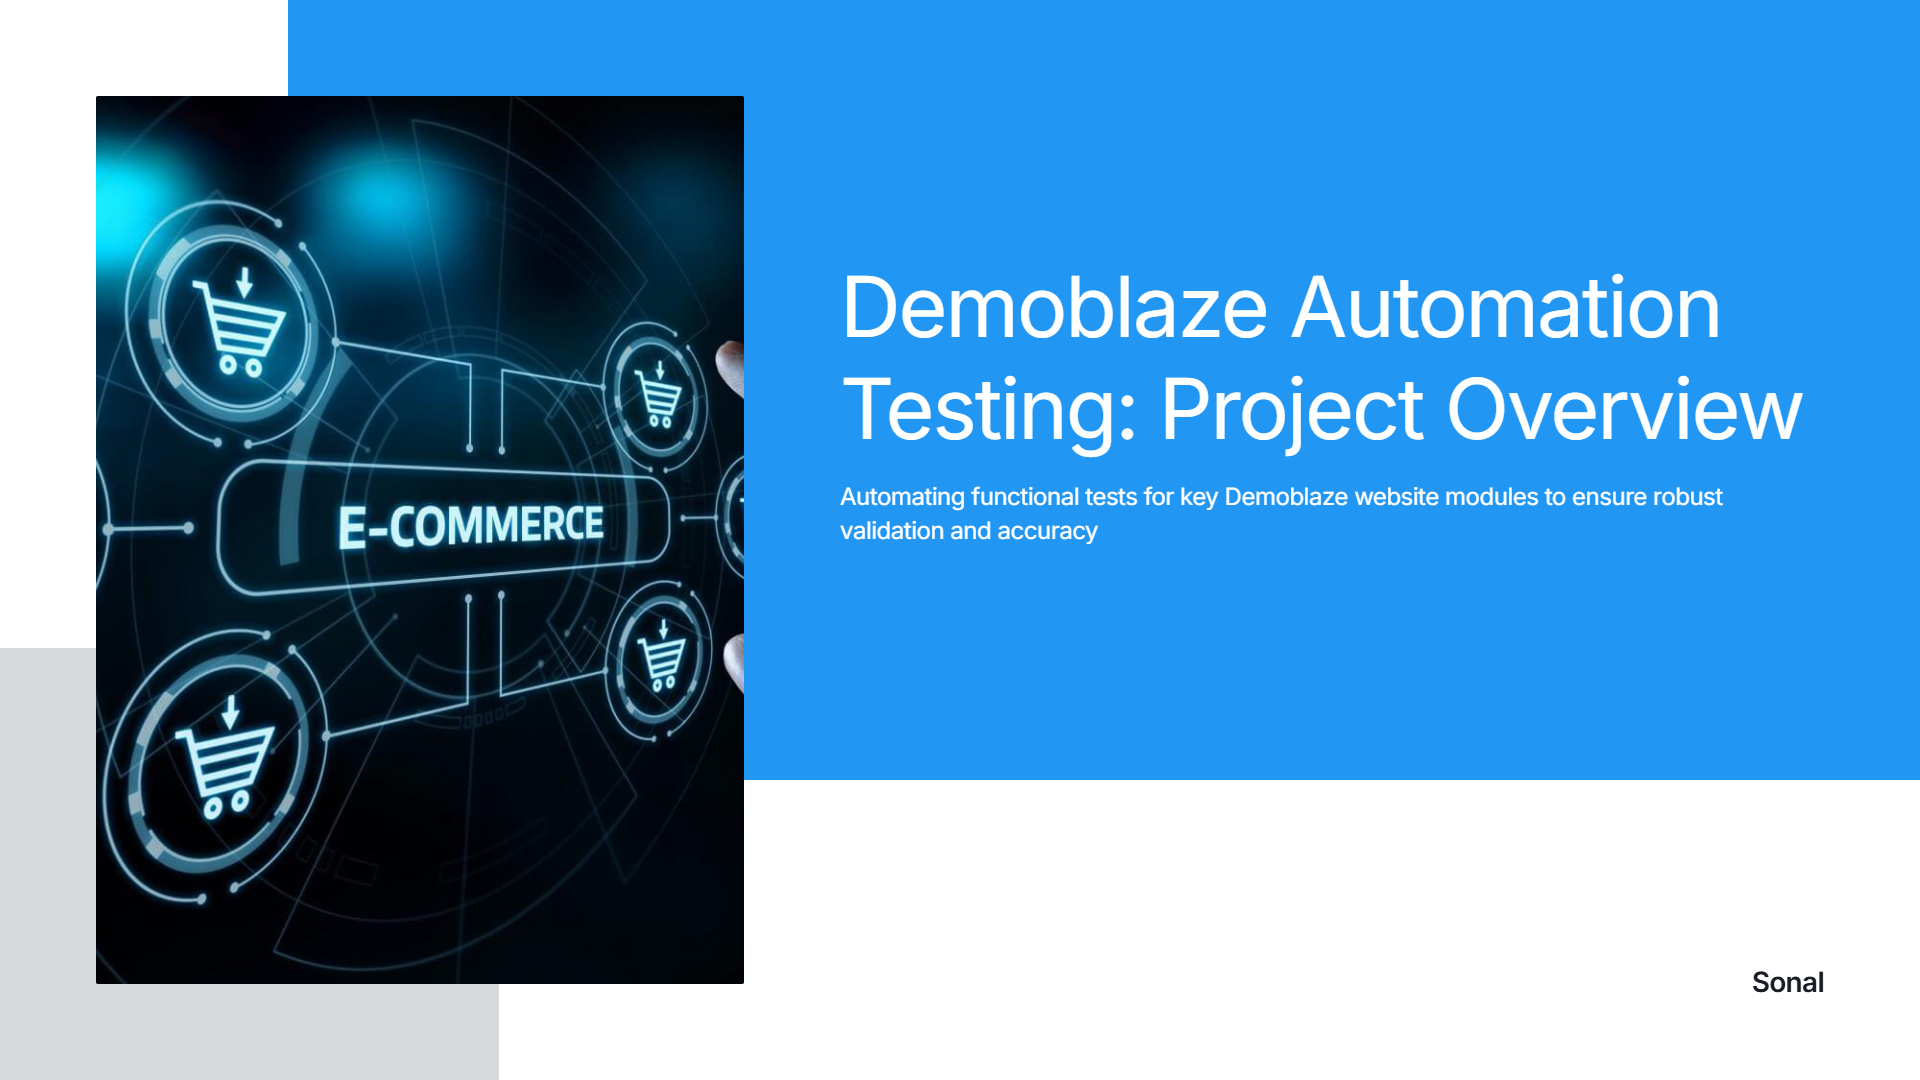 E-COMMERCE
Demoblaze Automation
Testing: Project Overview
Automating functional tests for key Demoblaze website modules to ensure robust
validation and accuracy
Sonal